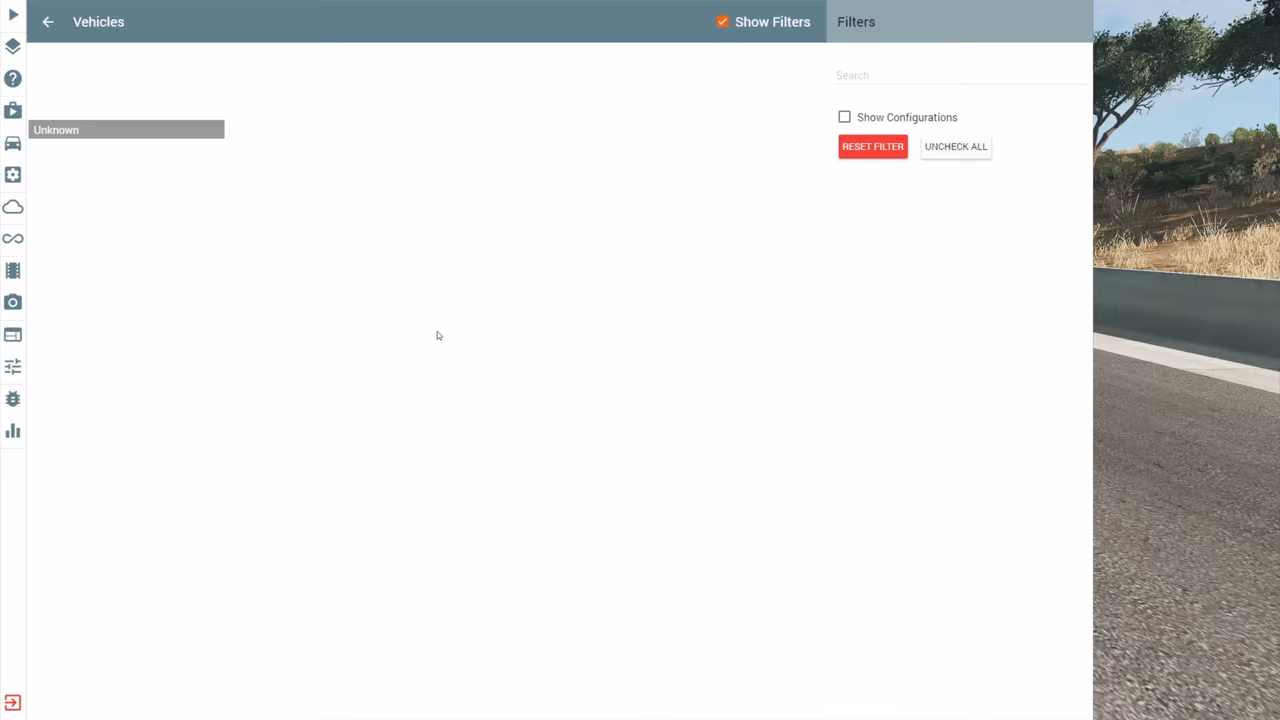 Vehicles
Show Filters
Filters
Search
Unknown
Show Configurations
RESET FILTER
UNCHECK ALL